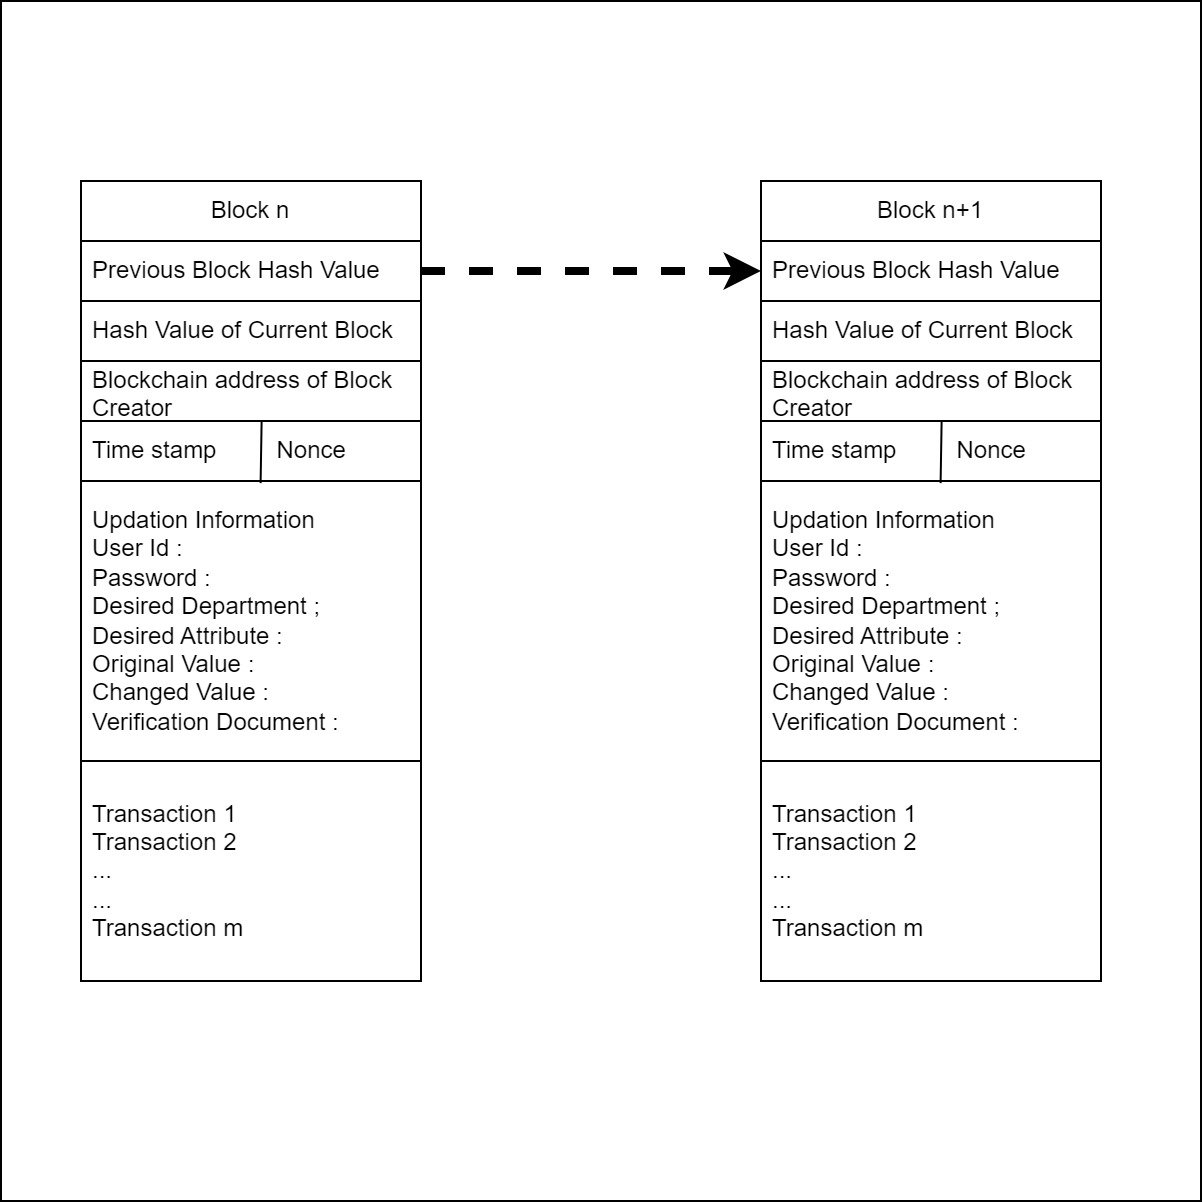 Block n
Previous Block Hash Value
Hash Value of Current Block
Blockchain address of Block
Creator
Time stamp
Nonce
Updation Information
User Id :
Password :
Desired Department ;
Desired Attribute :
Original Value :
Changed Value :
Verification Document :
Transaction 1
Transaction 2
...
...
Transaction m
Block n+1
Previous Block Hash Value
Hash Value of Current Block
Blockchain address of Block
Creator
Time stamp
Nonce
Updation Information
User Id :
Password :
Desired Department ;
Desired Attribute :
Original Value :
Changed Value :
Verification Document :
Transaction 1
Transaction 2
...
...
Transaction m